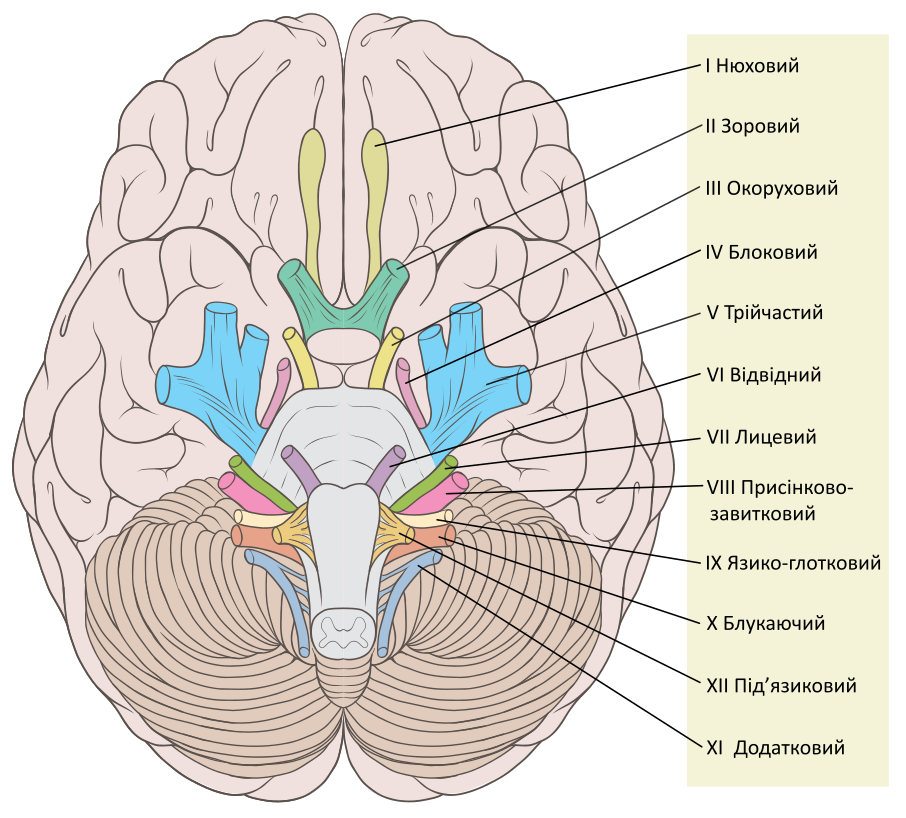 I Нюховий
II Зоровий
III Окоруховий
IV Блоковий
V Трійчастий
VI Відвідний
VII Лицевий
VIII Присінково-
завитковий
IX Язико-глотковий
X Блукаючий
XII Під’язиковий
XI Додатковий